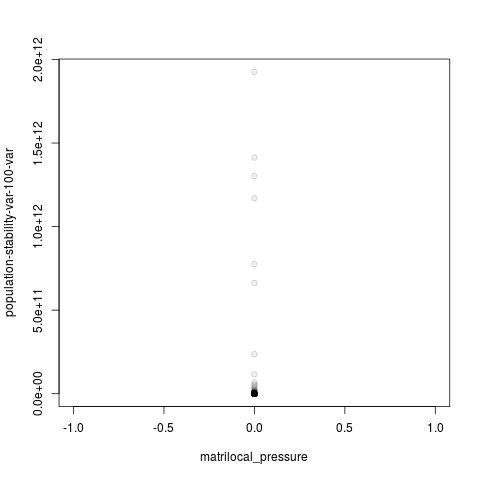 population-stability-var-100-var
2.0e+12
1.5e+12
1.0e+12
5.0e+11
0.0e+00
-1.0 -0.5 0.0 0.5 1.0
matrilocal_pressure